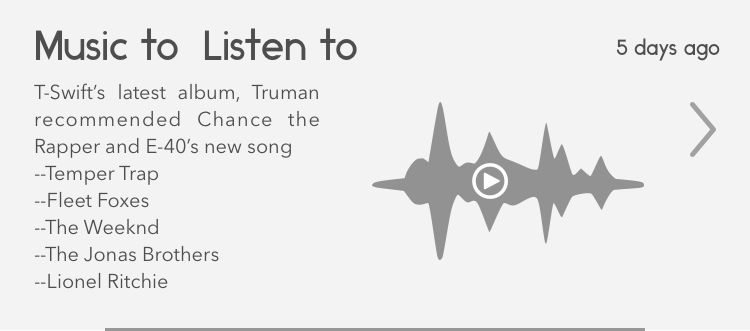 Music to Listen to
5 days ago
T-Swift's latest album, Truman
recommended Chance the
Rapper and E-40's new song
--Temper Trap
--Fleet Foxes
--The Weeknd
--The Jonas Brothers
--Lionel Ritchie